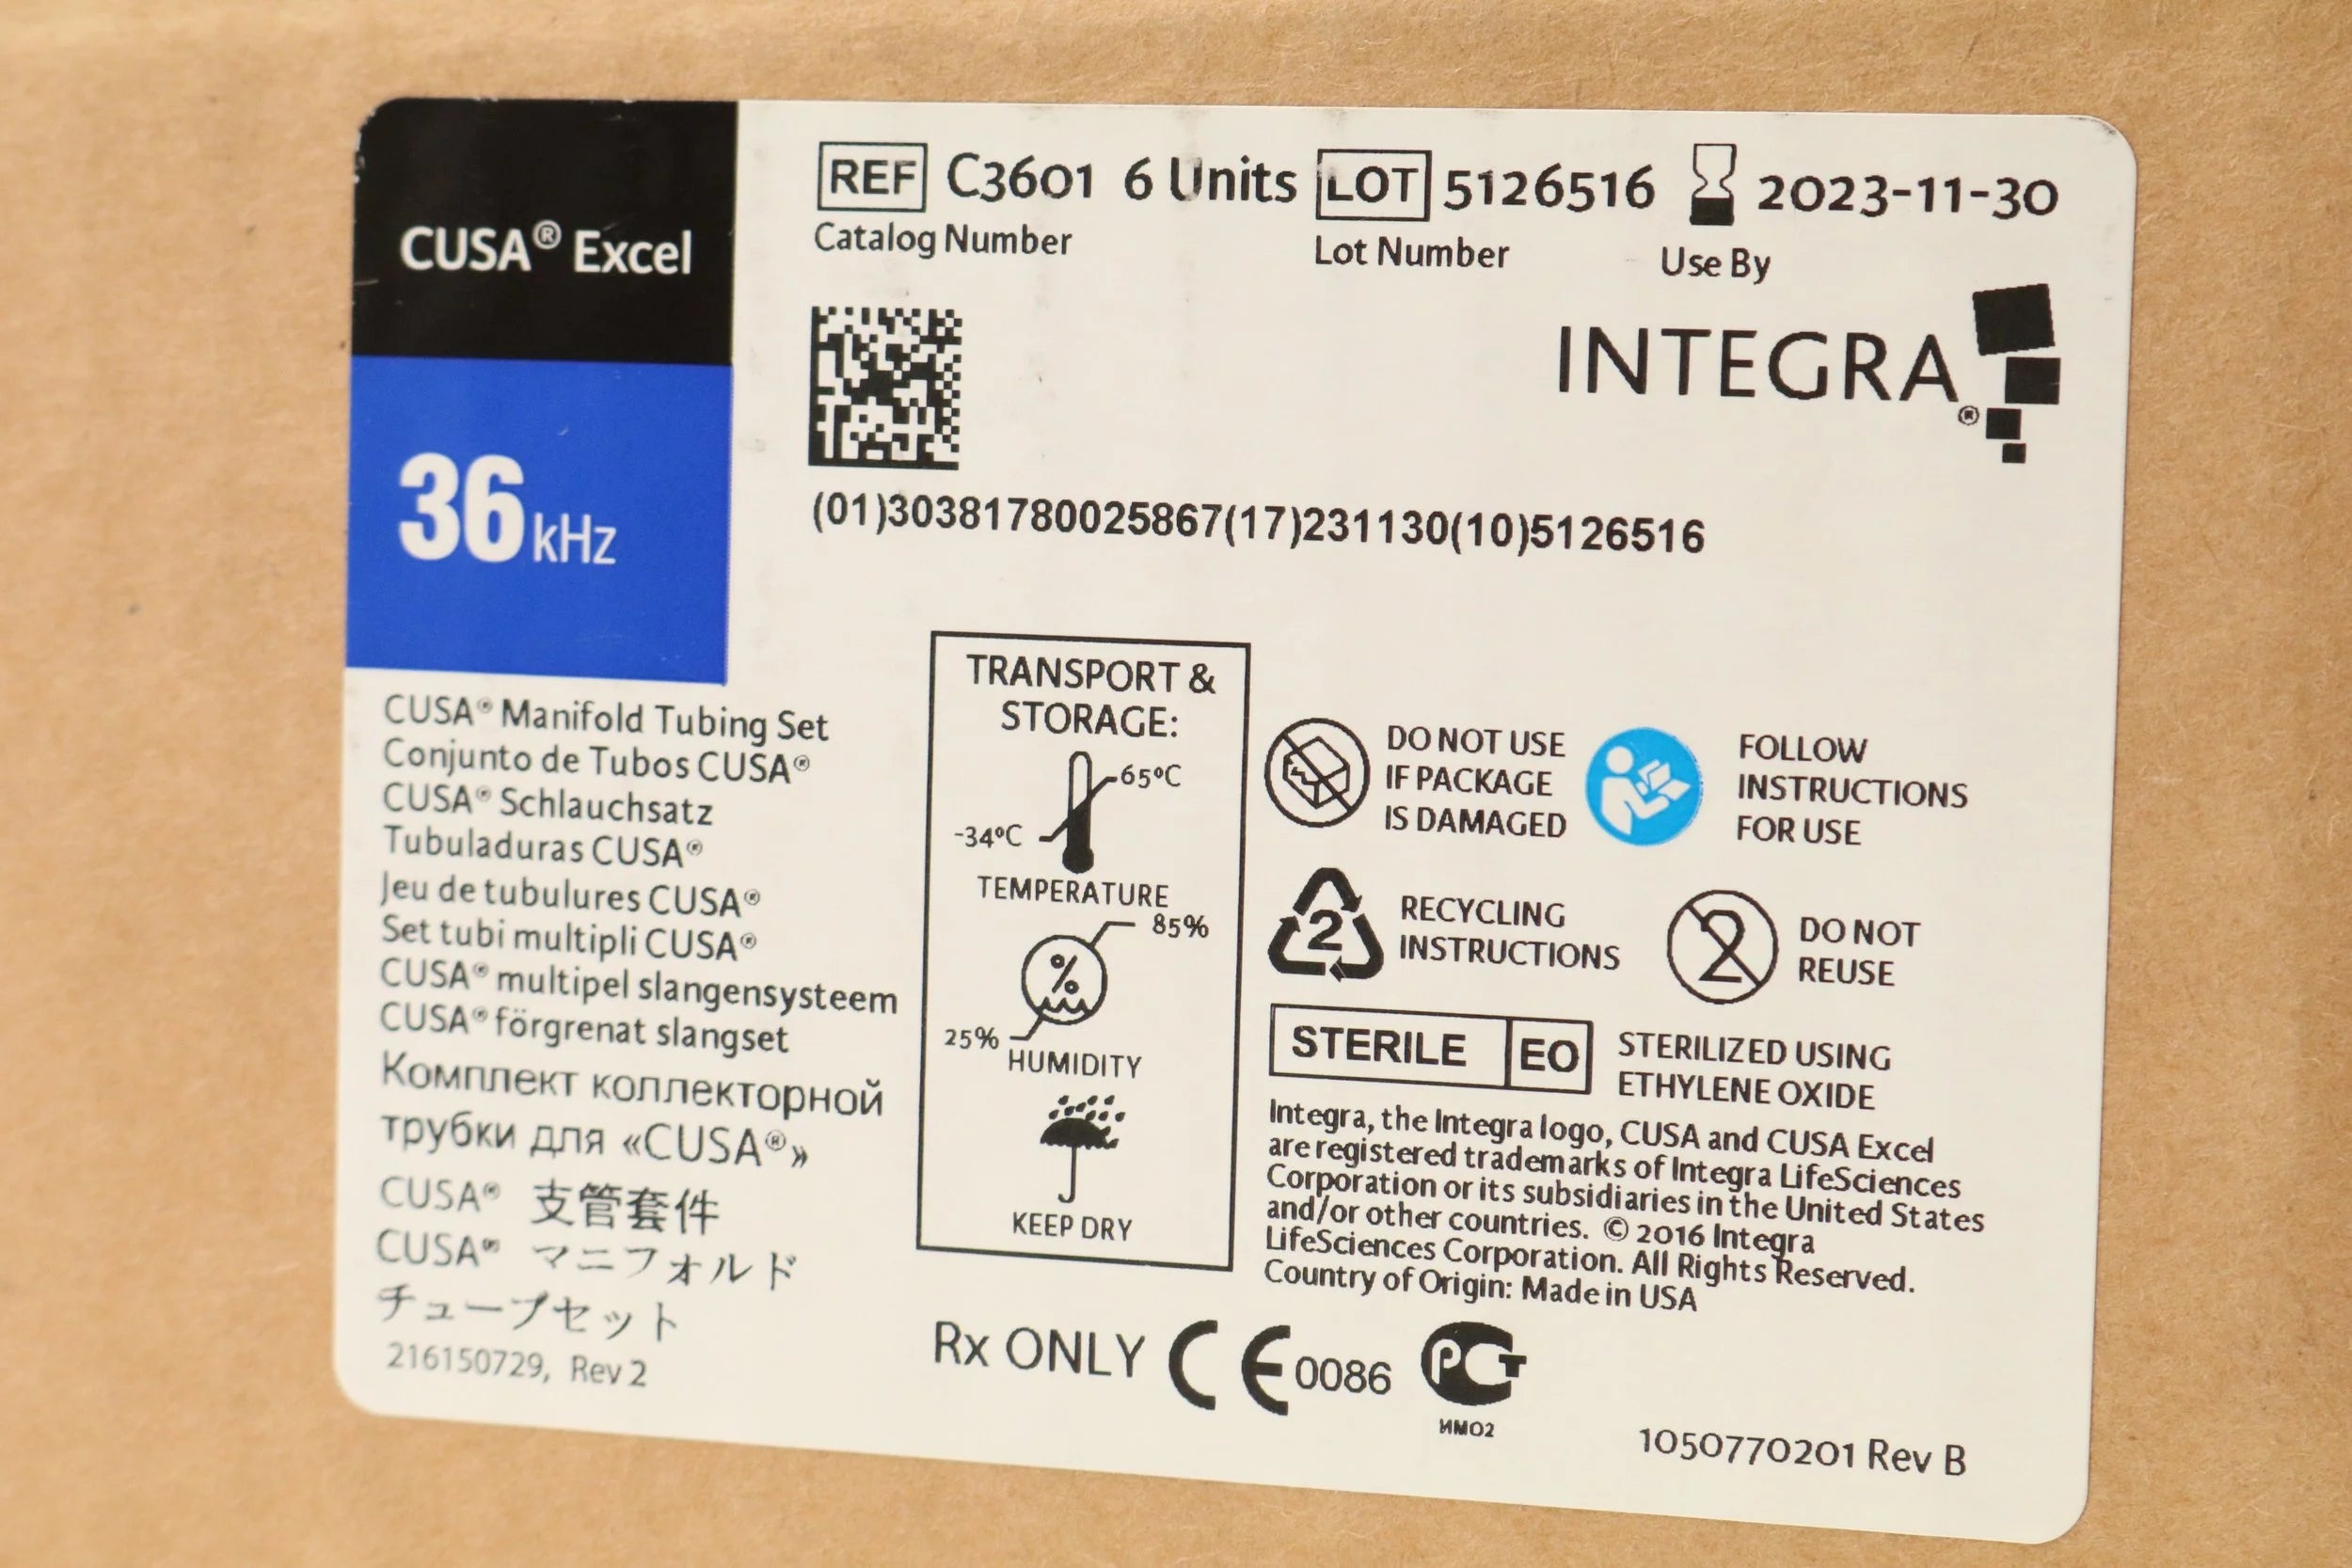 CUSA® Excel
36 kHz
REF C3601 6 Units LOT 5126516 2023-11-30
Catalog Number Lot Number Use By
INTEGRA®
(01)30381780025867(17)231130(10)5126516
CUSA® Manifold Tubing Set
Conjunto de Tubos CUSA®
CUSA® Schlauchsatz
Tubuladuras CUSA®
Jeu de tubulures CUSA®
Set tubi multipli CUSA®
CUSA® multipel slangensysteem
CUSA® förgrenat slangset
Комплект коллекторной
трубки для «CUSA®»
CUSA® 支管套件
CUSA® マニフォルド
チューブセット
216150729, Rev 2
TRANSPORT &
STORAGE:
65ºC
-34ºC
TEMPERATURE
85%
%
25%
HUMIDITY
KEEP DRY
DO NOT USE
IF PACKAGE
IS DAMAGED
FOLLOW
INSTRUCTIONS
FOR USE
2
RECYCLING
INSTRUCTIONS
2
DO NOT
REUSE
STERILE EO
STERILIZED USING
ETHYLENE OXIDE
Integra, the Integra logo, CUSA and CUSA Excel
are registered trademarks of Integra LifeSciences
Corporation or its subsidiaries in the United States
and/or other countries. © 2016 Integra
LifeSciences Corporation. All Rights Reserved.
Country of Origin: Made in USA
Rx ONLY CE 0086 РСТ
ИМ02
1050770201 Rev B